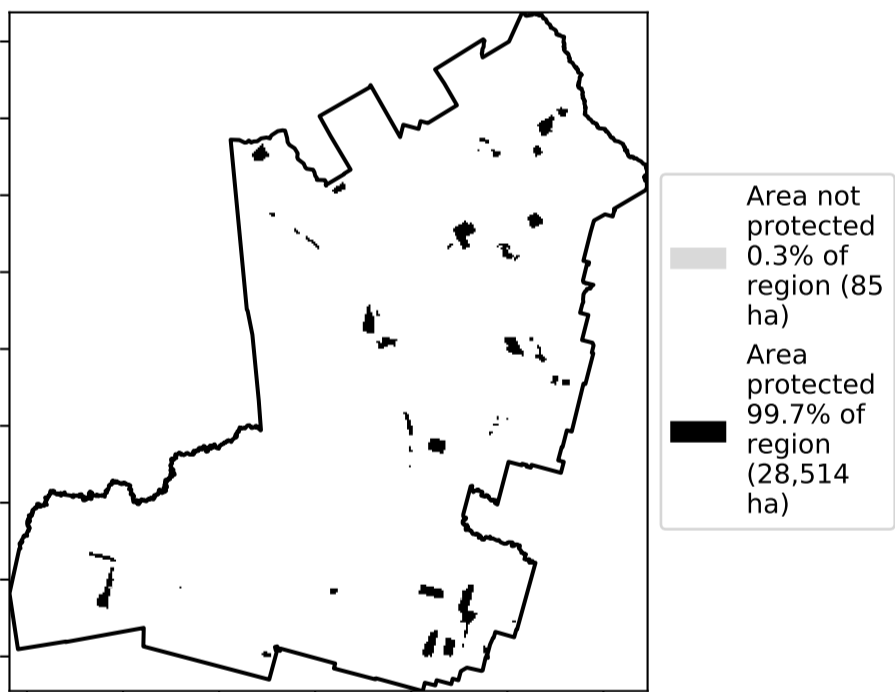 Area not
protected
0.3% of
region (85
ha)
Area
protected
99.7% of
region
(28,514
ha)